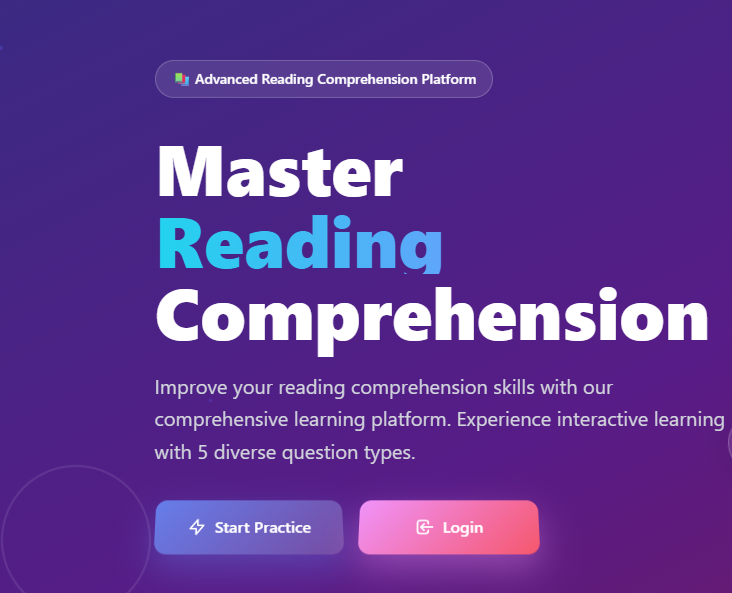 Advanced Reading Comprehension Platform
Master
Reading
Comprehension
Improve your reading comprehension skills with our
comprehensive learning platform. Experience interactive learning
with 5 diverse question types.
Start Practice
Login